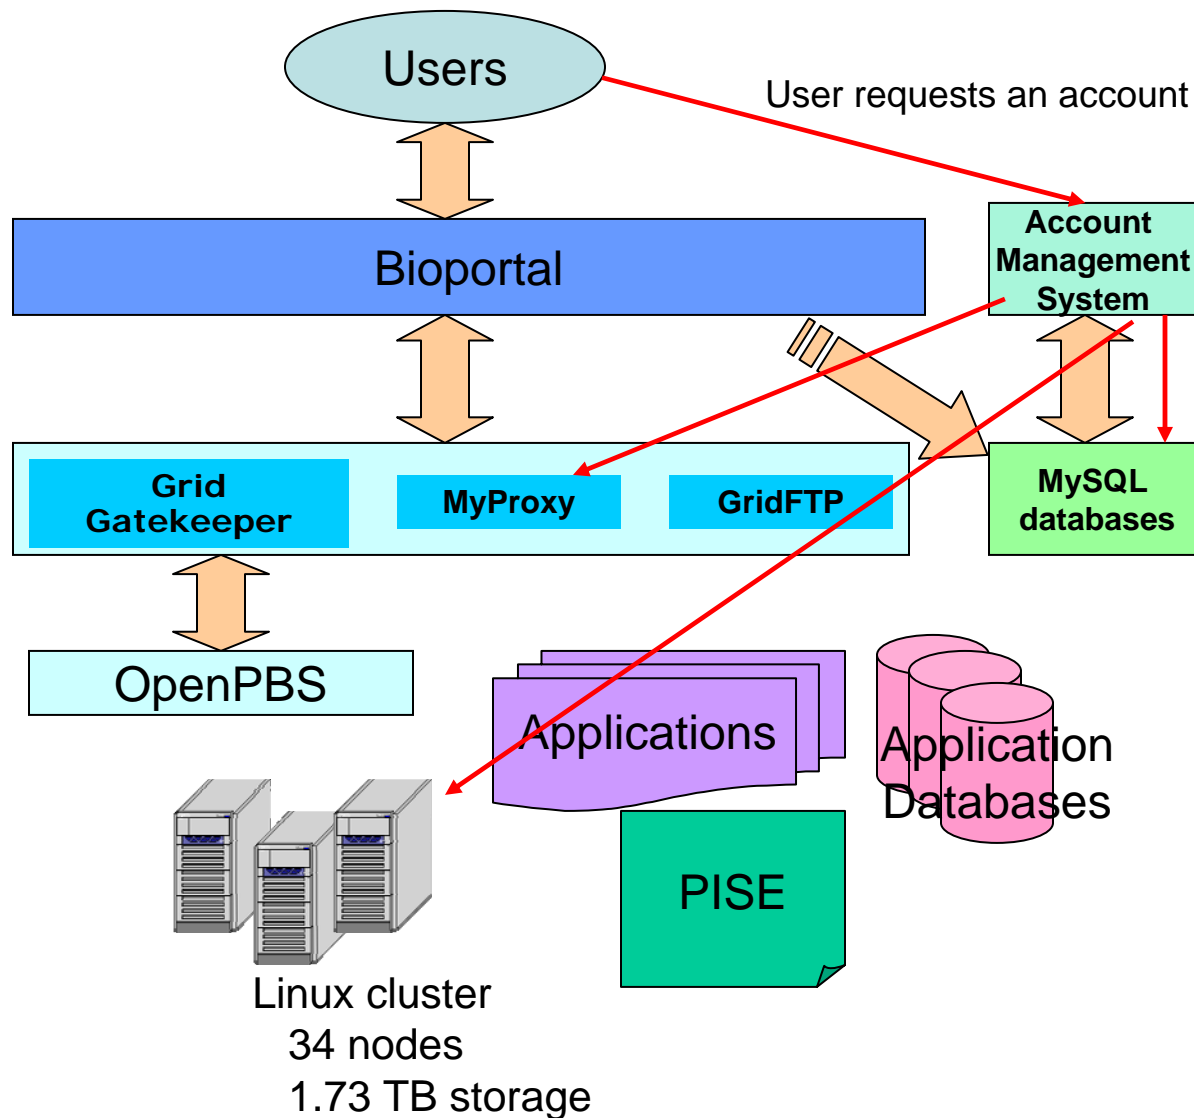 Users
User requests an account
Bioportal
Account
Management
System
Grid
Gatekeeper
MyProxy
GridFTP
MySQL
databases
OpenPBS
Applications
Application
Databases
PISE
Linux cluster
34 nodes
1.73 TB storage